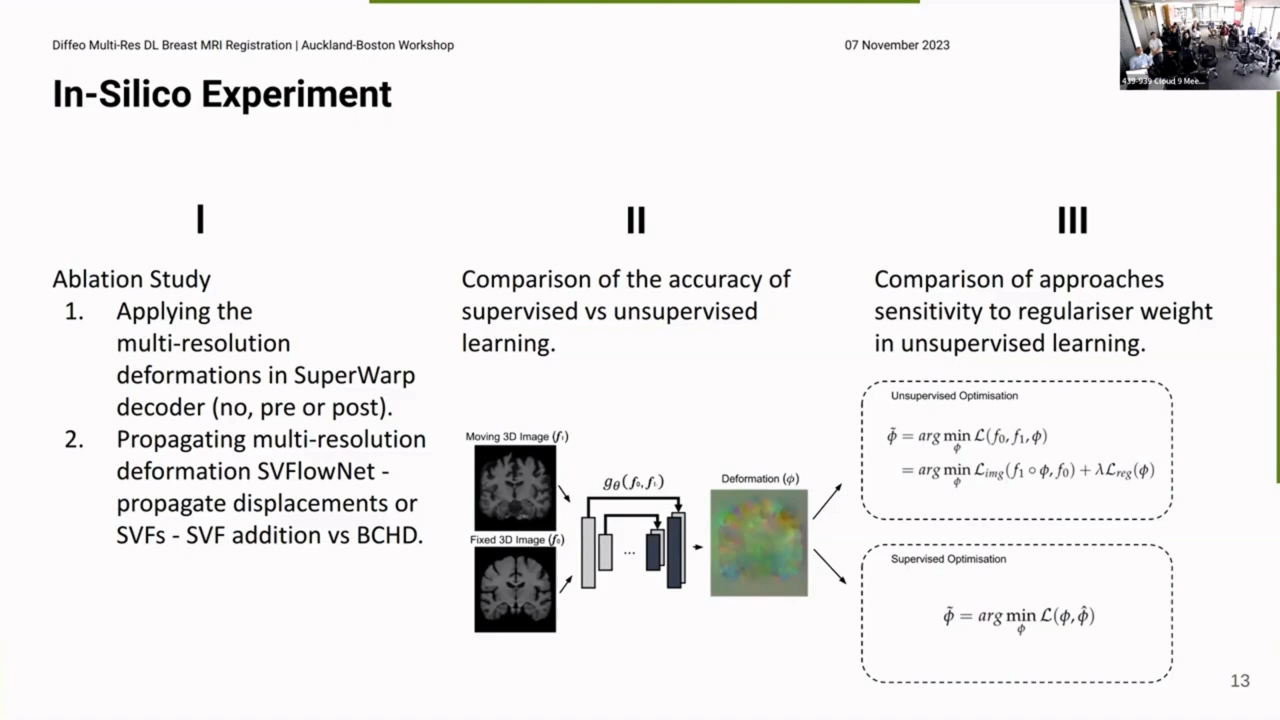 Diffeo Multi-Res DL Breast MRI Registration | Auckland-Boston Workshop
07 November 2023
439-939 Cloud 9 Mee...
In-Silico Experiment
I
Ablation Study
1. Applying the
multi-resolution
deformations in SuperWarp
decoder (no, pre or post).
2. Propagating multi-resolution
deformation SVFlowNet -
propagate displacements or
SVFs - SVF addition vs BCHD.
II
Comparison of the accuracy of
supervised vs unsupervised
learning.
Moving 3D Image (f₁)
Fixed 3D Image (f₀)
g_θ(f₀,f₁)
...
Deformation (ϕ)
III
Comparison of approaches
sensitivity to regulariser weight
in unsupervised learning.
Unsupervised Optimisation
ϕ̃ = arg min_ϕ ℒ(f₀, f₁, ϕ)
= arg min_ϕ ℒ_img(f₁ ∘ ϕ, f₀) + λℒ_reg(ϕ)
Supervised Optimisation
ϕ̃ = arg min_ϕ ℒ(ϕ, ϕ̂)
13